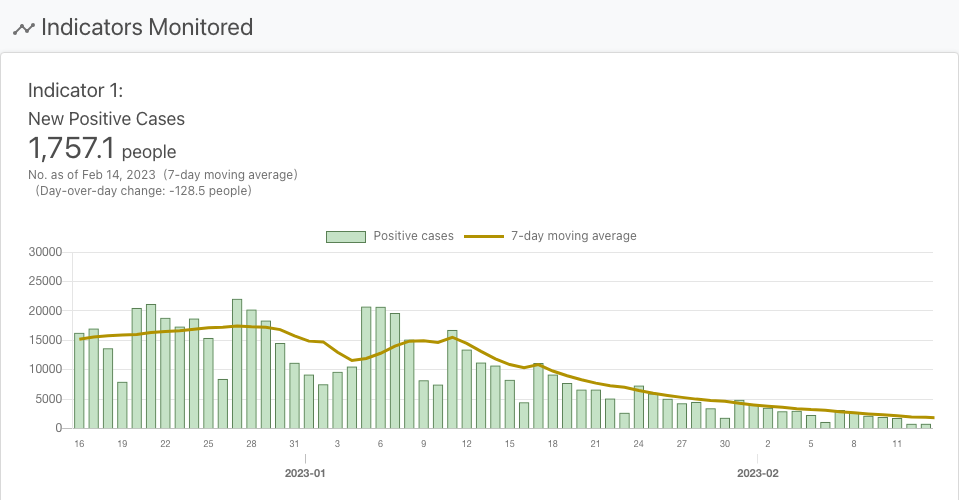 Indicators Monitored
Indicator 1:
New Positive Cases
1,757.1 people
No. as of Feb 14, 2023 (7-day moving average)
(Day-over-day change: -128.5 people)
Positive cases 7-day moving average
30000
25000
20000
15000
10000
5000
0
16 19 22 25 28 31 3 6 9 12 15 18 21 24 27 30 2 5 8 11
2023-01 2023-02